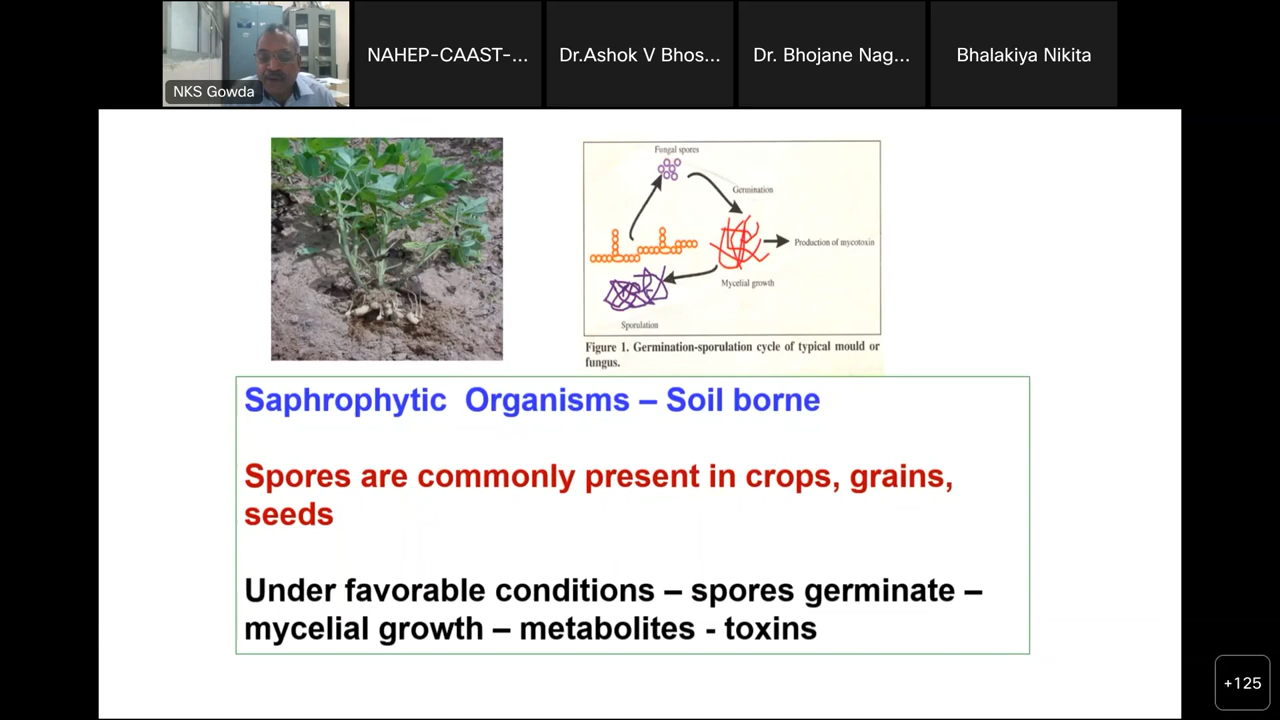 NKS Gowda
NAHEP-CAAST-...
Dr.Ashok V Bhos...
Dr. Bhojane Nag...
Bhalakiya Nikita
Fungal spores
Germination
Production of mycotoxin
Mycelial growth
Sporulation
Figure 1. Germination-sporulation cycle of typical mould or
fungus.
Saphrophytic Organisms – Soil borne
Spores are commonly present in crops, grains,
seeds
Under favorable conditions – spores germinate –
mycelial growth – metabolites - toxins
+125